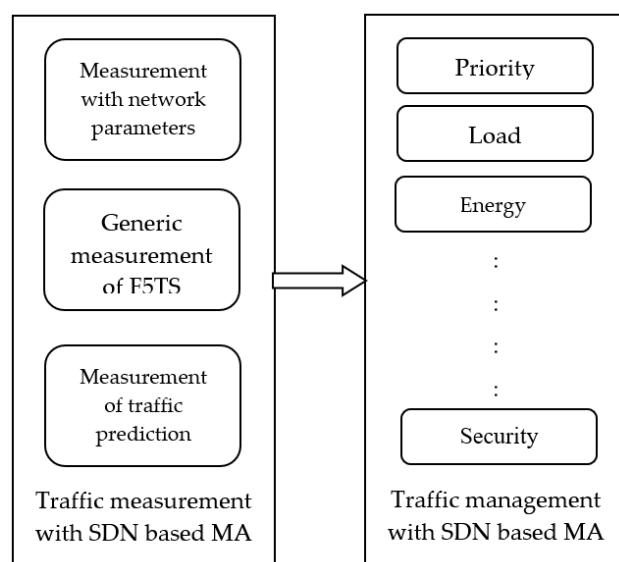 Measurement
with network
parameters
Generic
measurement
of F5TS
Measurement
of traffic
prediction
Traffic measurement
with SDN based MA
Priority
Load
Energy
:
:
:
:
Security
Traffic management
with SDN based MA